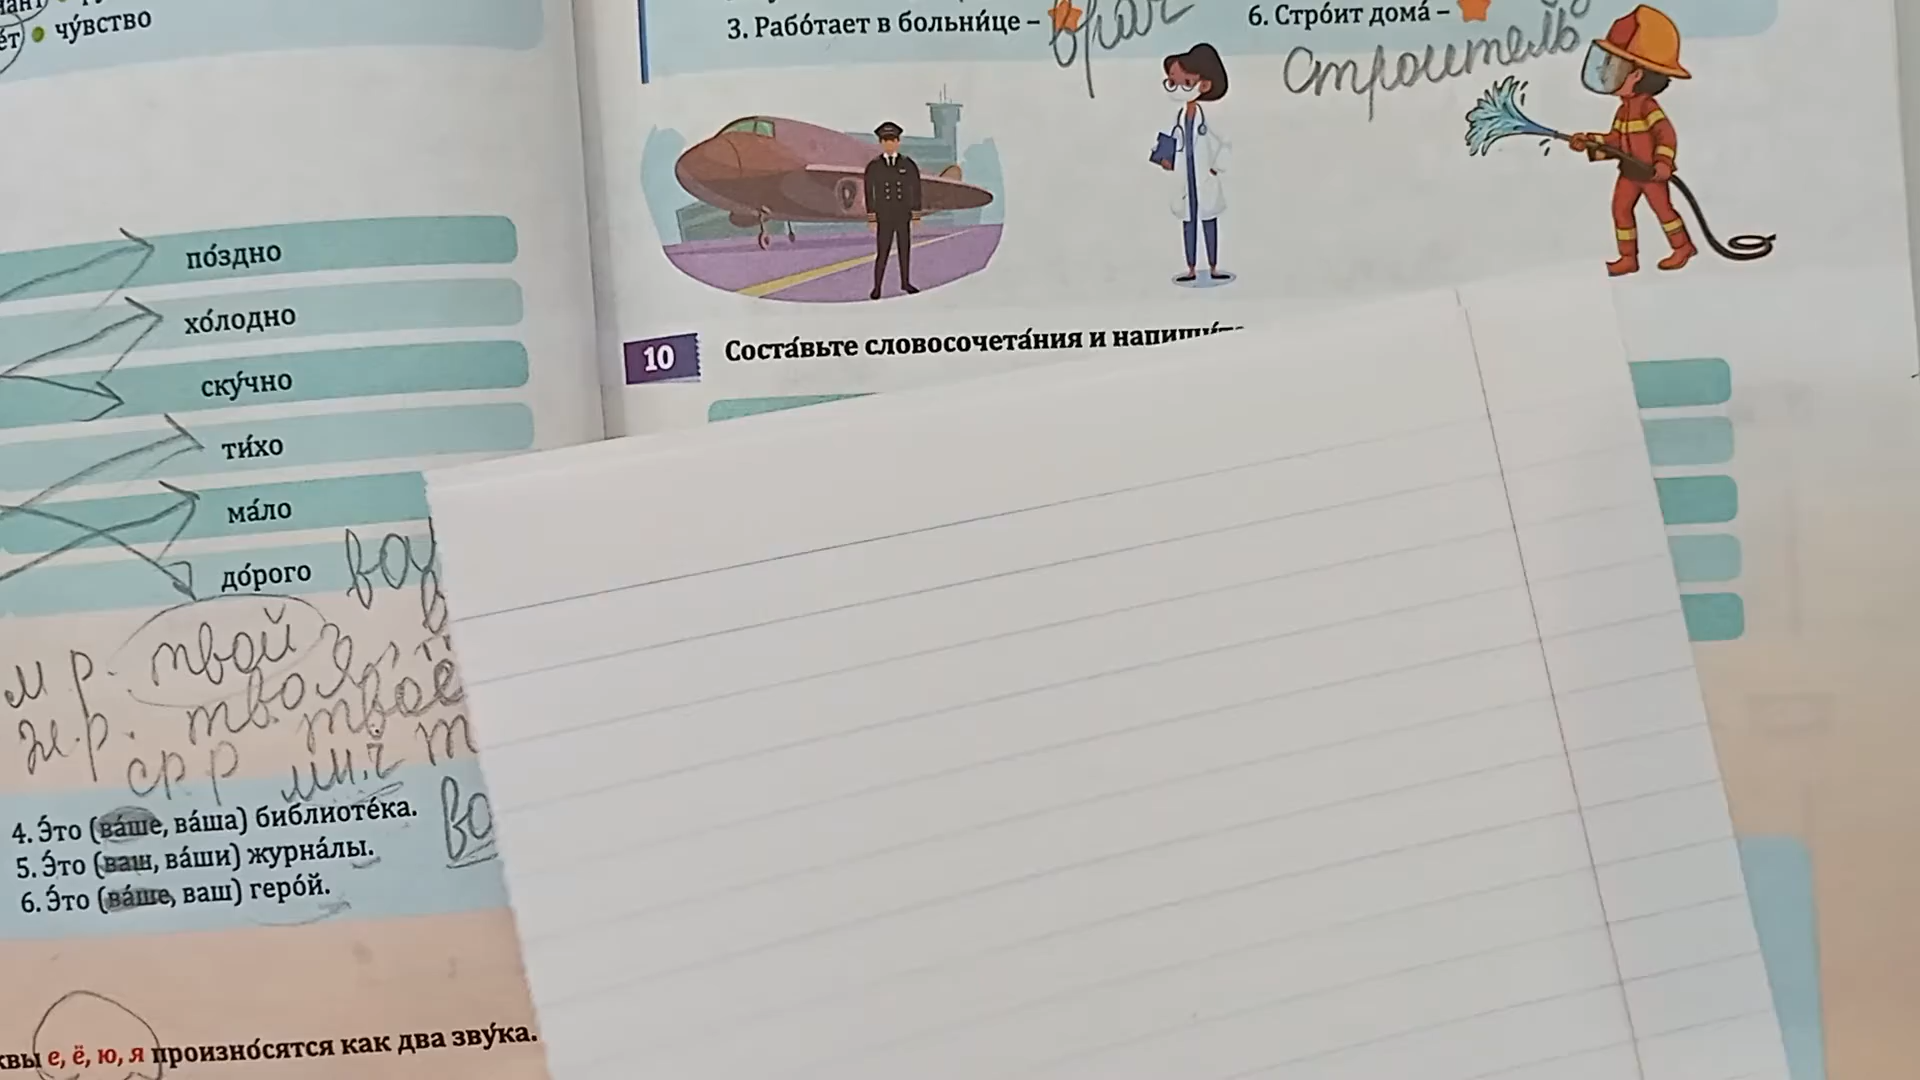 чу́вство
по́здно
хо́лодно
ску́чно
ти́хо
ма́ло
до́рого
м р. твой
ж.р. твоя
ср р твоё
мн.ч т
4. Э́то (ва́ше, ва́ша) библиоте́ка.
5. Э́то (ваш, ва́ши) журна́лы.
6. Э́то (ва́ше, ваш) геро́й.
е, ё, ю, я произно́сятся как два зву́ка.
3. Рабо́тает в больни́це – врач
6. Стро́ит дома́ –
строитель
10 Соста́вьте словосочета́ния и